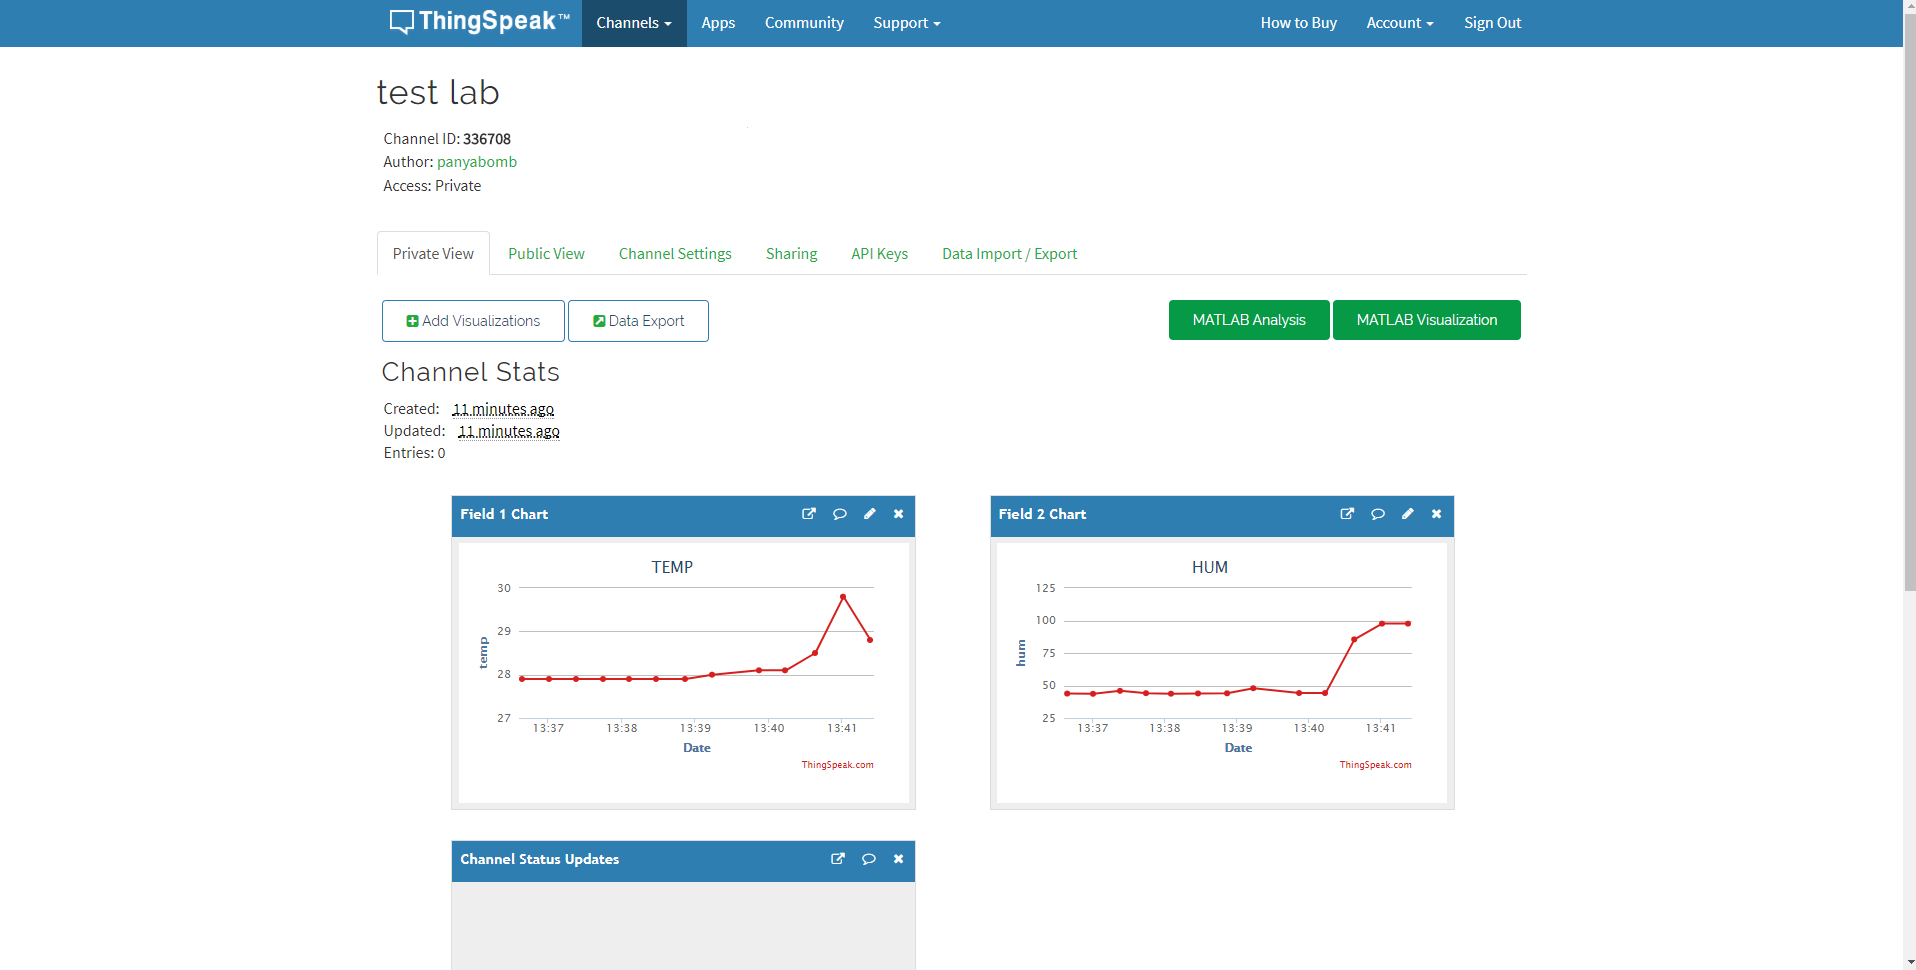 ThingSpeak™ Channels Apps Community Support How to Buy Account Sign Out
test lab
Channel ID: 336708
Author: panyabomb
Access: Private
Private View Public View Channel Settings Sharing API Keys Data Import / Export
Add Visualizations Data Export MATLAB Analysis MATLAB Visualization
Channel Stats
Created: 11 minutes ago
Updated: 11 minutes ago
Entries: 0
Field 1 Chart
TEMP
30
29
28
27
temp
13:37 13:38 13:39 13:40 13:41
Date
ThingSpeak.com
Field 2 Chart
HUM
125
100
75
50
25
hum
13:37 13:38 13:39 13:40 13:41
Date
ThingSpeak.com
Channel Status Updates